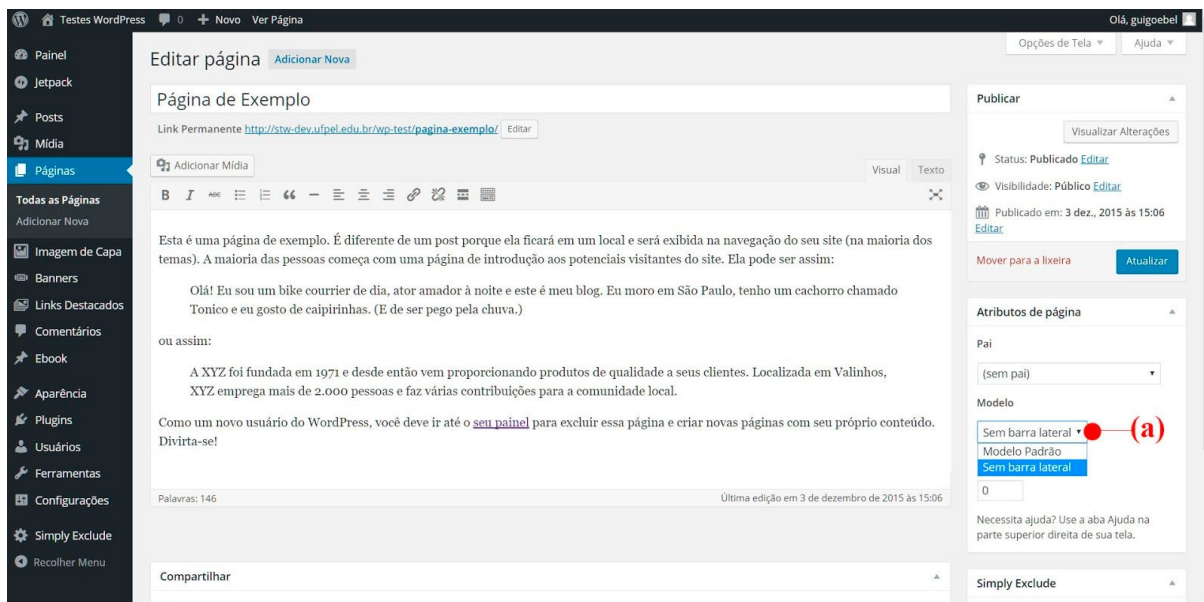 Testes WordPress 0 + Novo Ver Página
Olá, guigoebel
Painel
Jetpack
Posts
Mídia
Páginas
Todas as Páginas
Adicionar Nova
Imagem de Capa
Banners
Links Destacados
Comentários
Ebook
Aparência
Plugins
Usuários
Ferramentas
Configurações
Simply Exclude
Recolher Menu
Opções de Tela Ajuda
Editar página Adicionar Nova
Página de Exemplo
Link Permanente http://stw-dev.ufpel.edu.br/wp-test/pagina-exemplo/ Editar
Adicionar Mídia
Visual Texto
B I ABC
Esta é uma página de exemplo. É diferente de um post porque ela ficará em um local e será exibida na navegação do seu site (na maioria dos
temas). A maioria das pessoas começa com uma página de introdução aos potenciais visitantes do site. Ela pode ser assim:
Olá! Eu sou um bike courrier de dia, ator amador à noite e este é meu blog. Eu moro em São Paulo, tenho um cachorro chamado
Tonico e eu gosto de caipirinhas. (E de ser pego pela chuva.)
ou assim:
A XYZ foi fundada em 1971 e desde então vem proporcionando produtos de qualidade a seus clientes. Localizada em Valinhos,
XYZ emprega mais de 2.000 pessoas e faz várias contribuições para a comunidade local.
Como um novo usuário do WordPress, você deve ir até o seu painel para excluir essa página e criar novas páginas com seu próprio conteúdo.
Divirta-se!
Palavras: 146
Última edição em 3 de dezembro de 2015 às 15:06
Compartilhar
Publicar
Visualizar Alterações
Status: Publicado Editar
Visibilidade: Público Editar
Publicado em: 3 dez., 2015 às 15:06
Editar
Mover para a lixeira
Atualizar
Atributos de página
Pai
(sem pai)
Modelo
Sem barra lateral
(a)
Modelo Padrão
Sem barra lateral
0
Necessita ajuda? Use a aba Ajuda na
parte superior direita de sua tela.
Simply Exclude